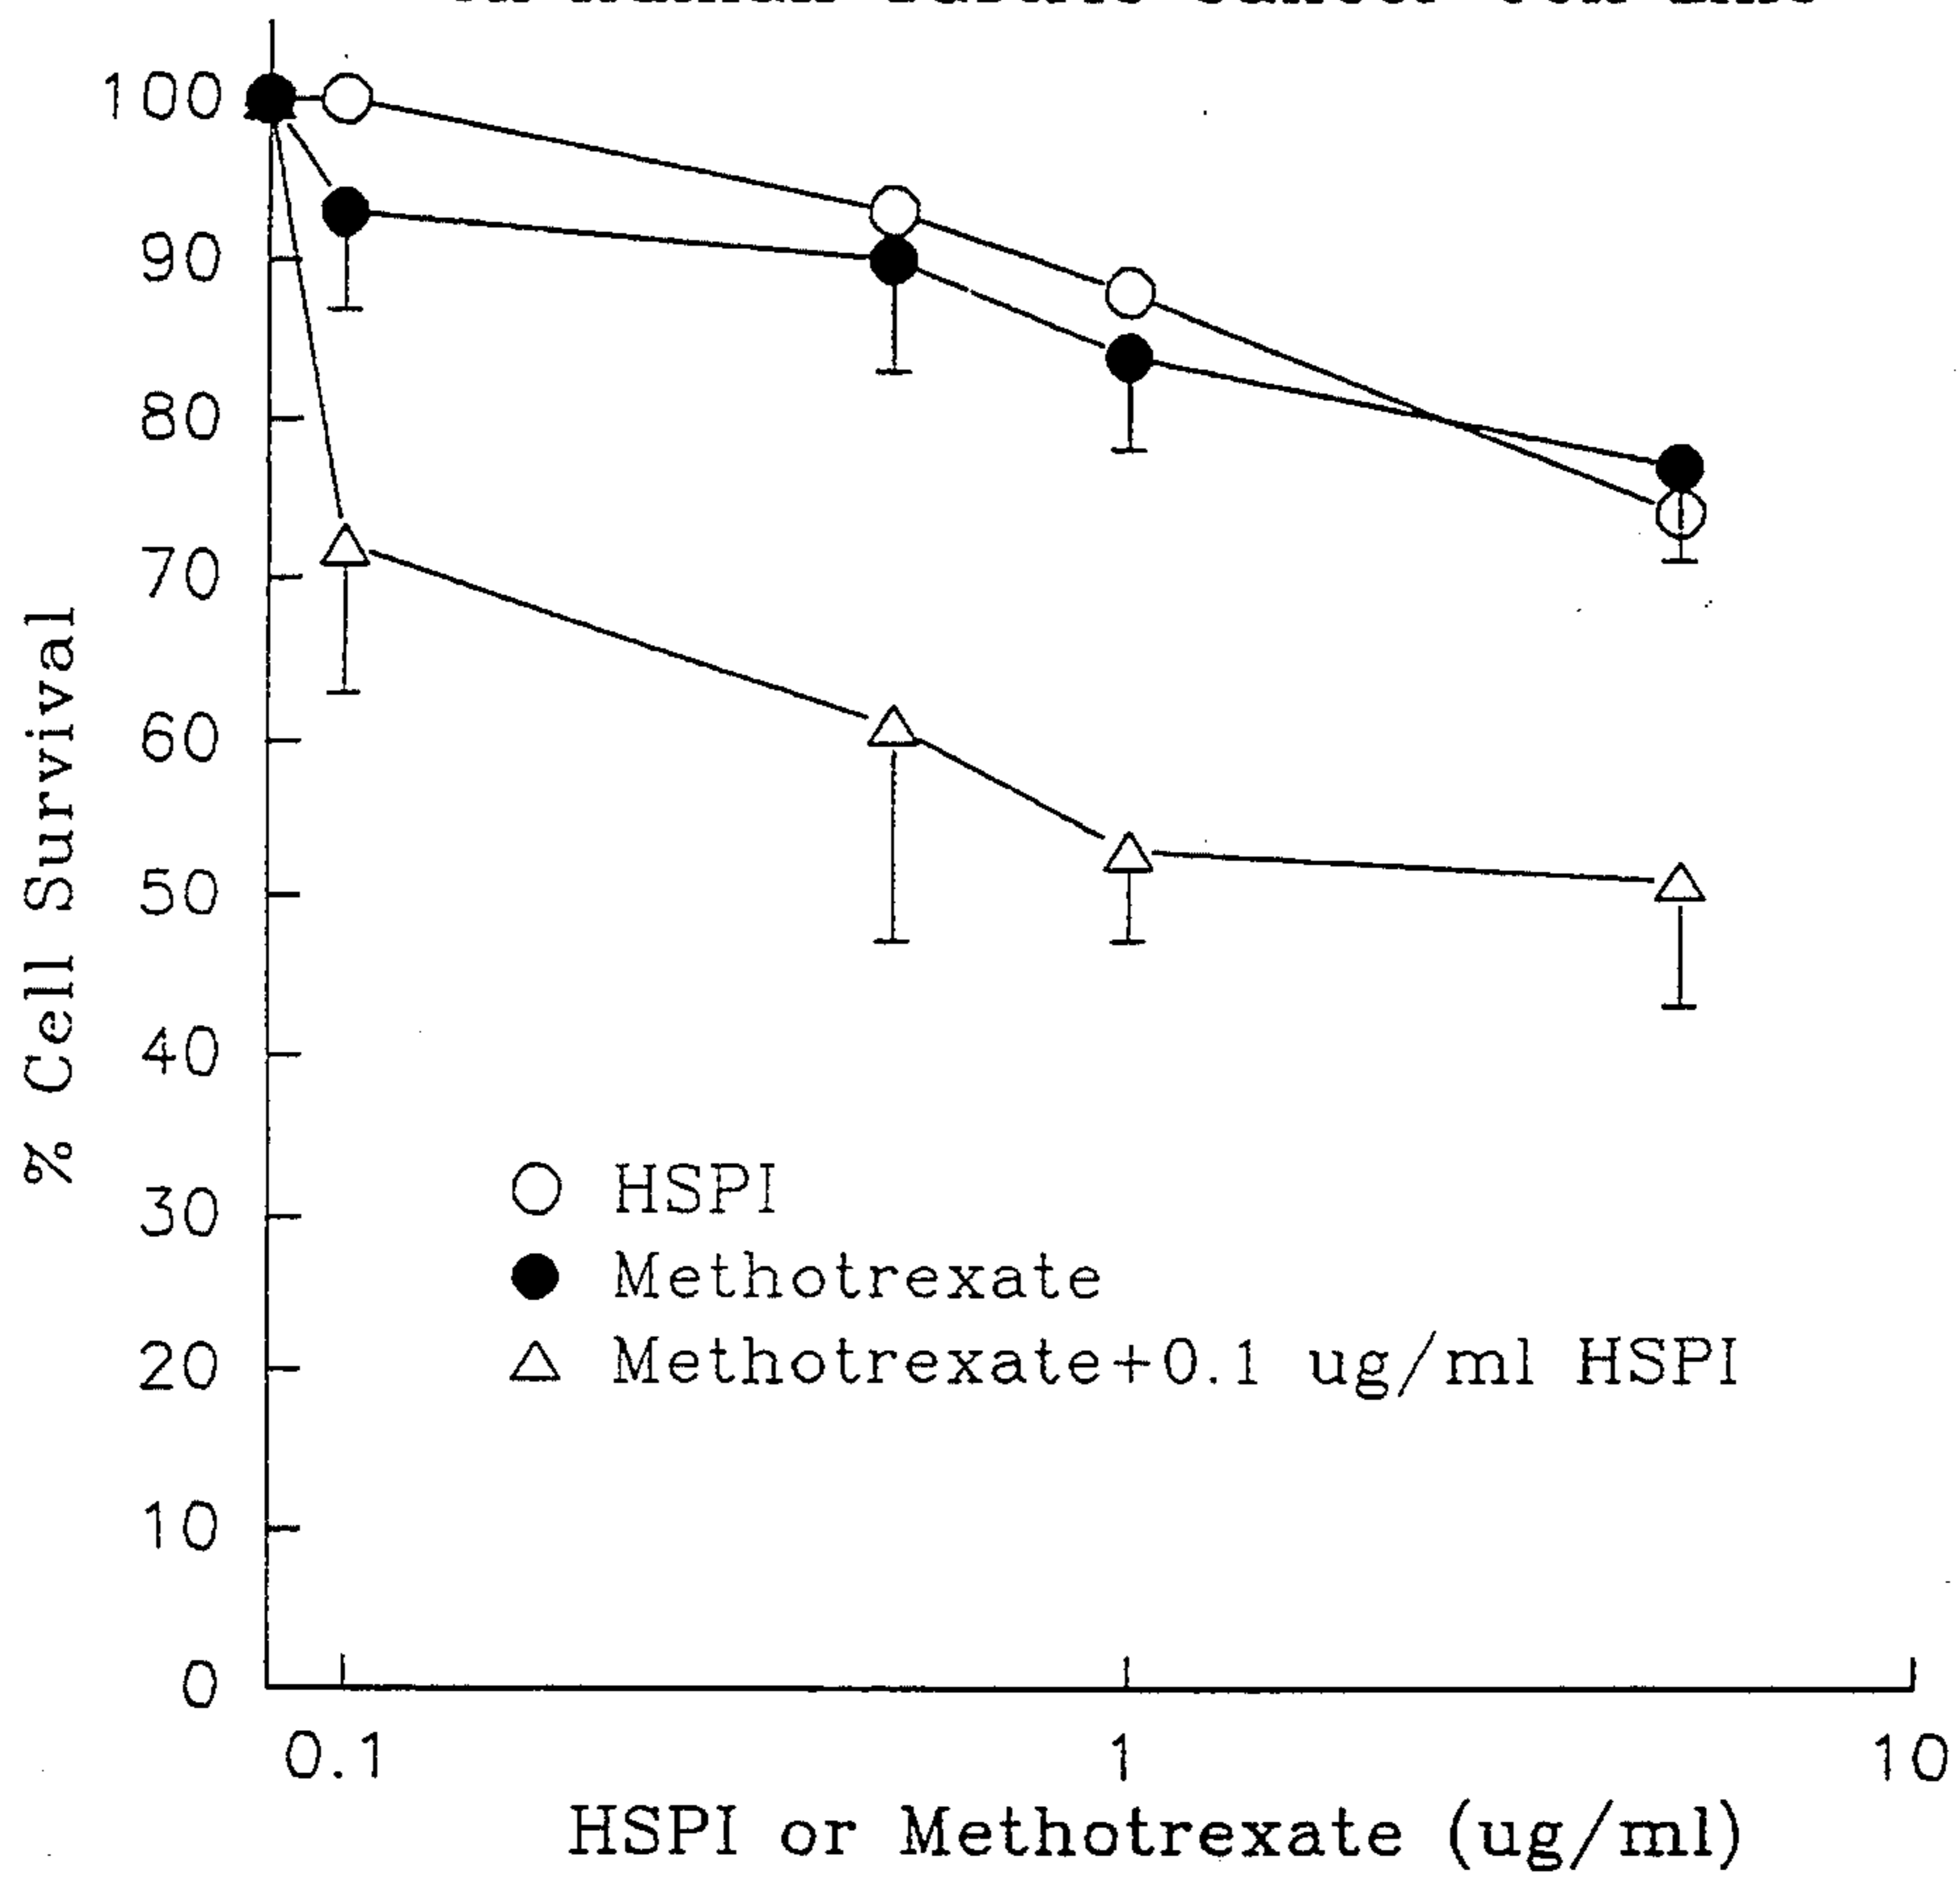 100
90
80
70
60
50
40
30
20
10
0
% Cell Survival
HSPI
Methotrexate
Methotrexate+0.1 ug/ml HSPI
0.1 1 10
HSPI or Methotrexate (ug/ml)